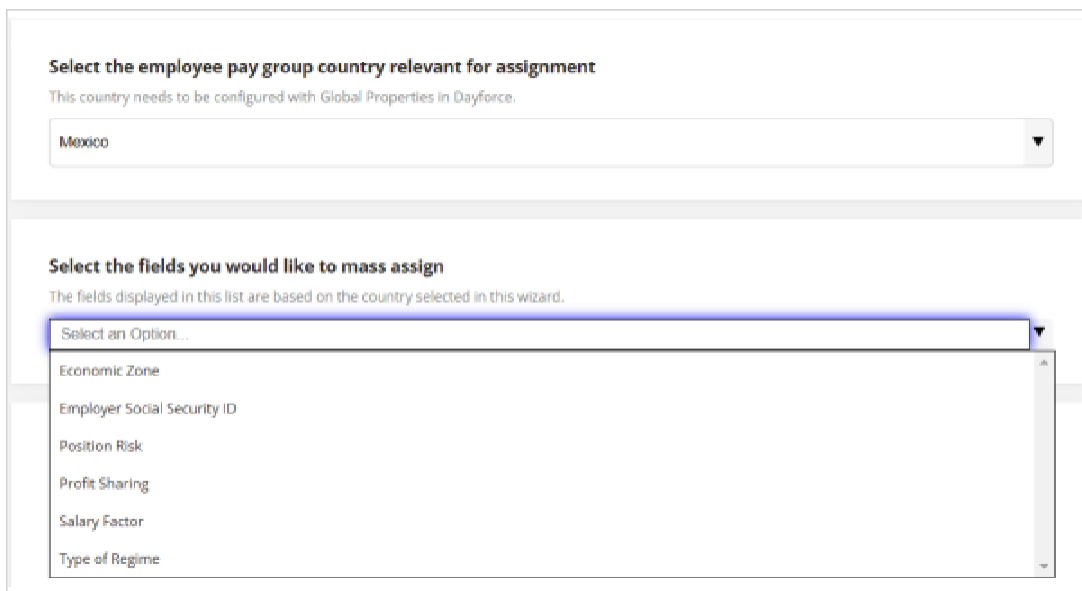 Select the employee pay group country relevant for assignment
This country needs to be configured with Global Properties in Dayforce.
Mexico
Select the fields you would like to mass assign
The fields displayed in this list are based on the country selected in this wizard.
Select an Option...
Economic Zone
Employer Social Security ID
Position Risk
Profit Sharing
Salary Factor
Type of Regime